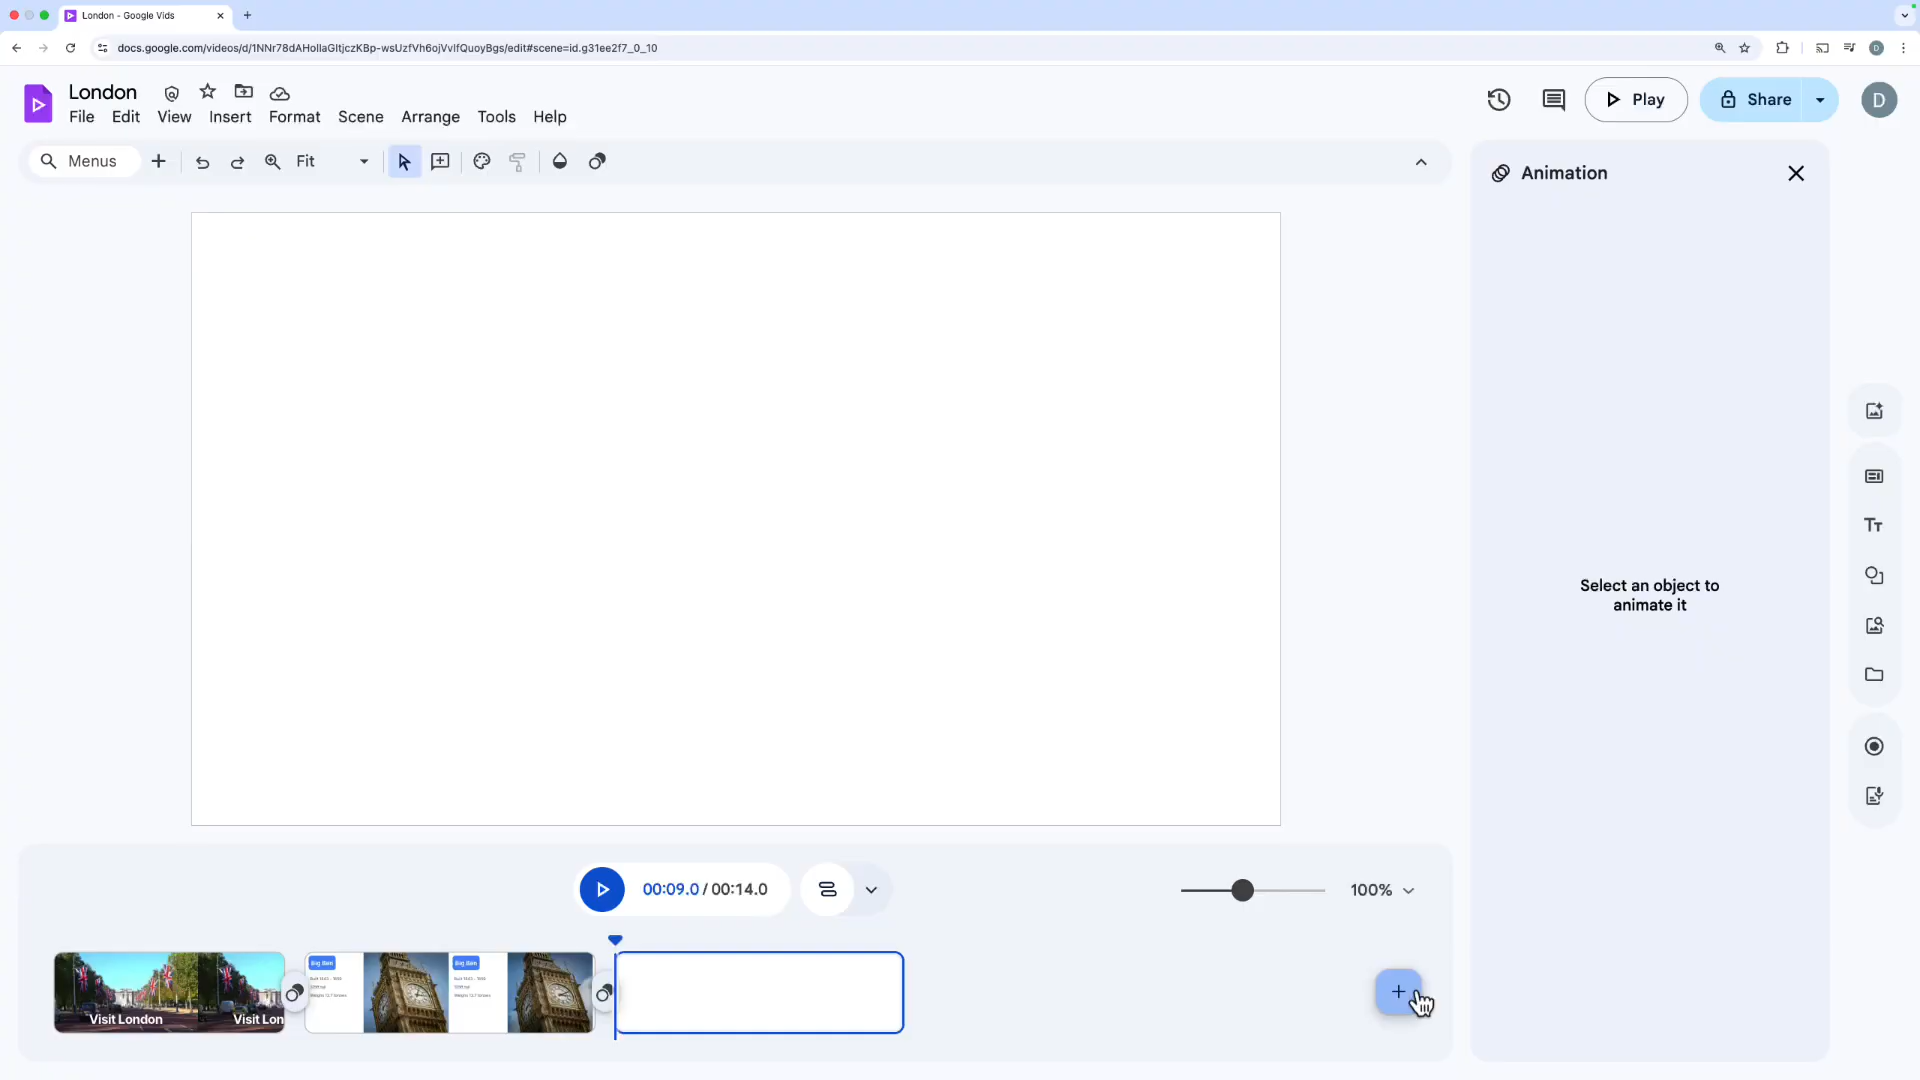 London - Google Vids
docs.google.com/videos/d/1NNr78dAHollaGltjczKBp-wsUzfVh6ojVvlfQuoyBgs/edit#scene=id.g31ee2f7_0_10
D
London
File Edit View Insert Format Scene Arrange Tools Help
Play
Share
D
Menus
Fit
Animation
Select an object to
animate it
00:09.0 / 00:14.0
100%
Visit London
Visit Lon
Big Ben
Big Ben